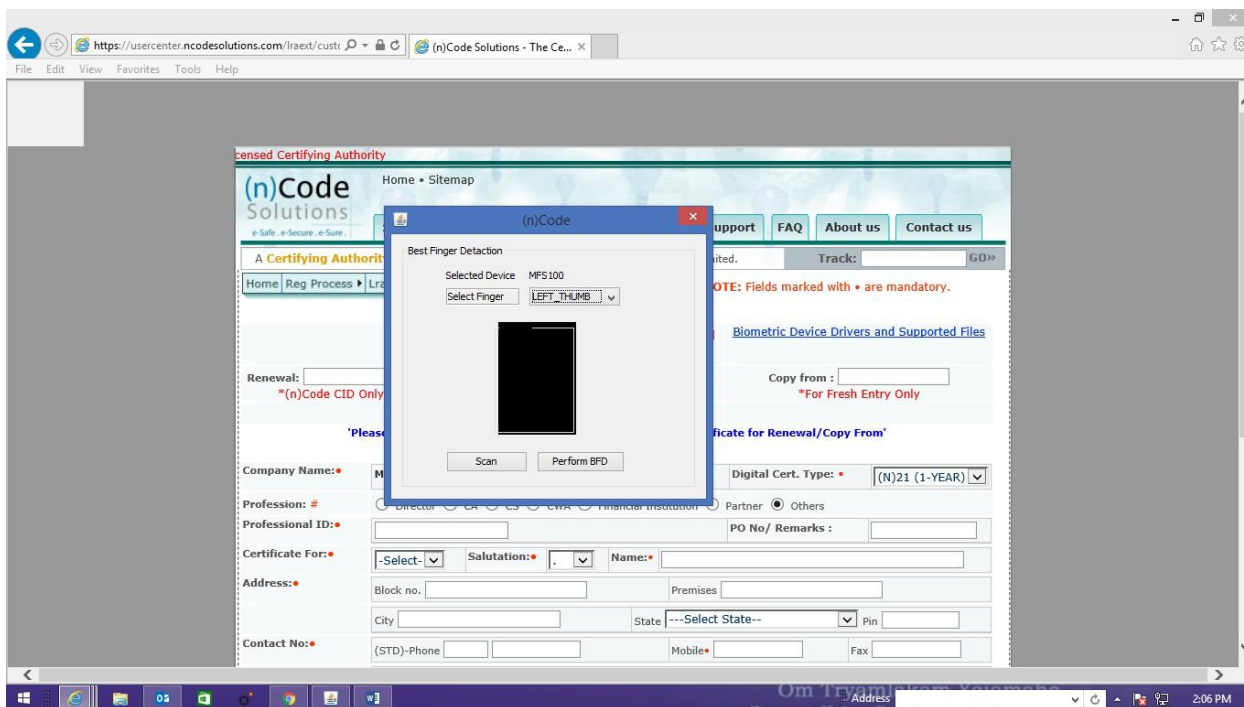 https://usercenter.ncodesolutions.com/lraext/custo
(n)Code Solutions - The Ce...
File Edit View Favorites Tools Help
censed Certifying Authority
(n)Code
Solutions
e-Safe.e-Secure.e-Sure.
Home • Sitemap
upport FAQ About us Contact us
A Certifying Authorit
ited. Track: GO»
Home Reg Process Lra
OTE: Fields marked with • are mandatory.
(n)Code
Best Finger Detaction
Selected Device MFS100
Select Finger LEFT_THUMB
Scan Perform BFD
Biometric Device Drivers and Supported Files
Renewal: Copy from :
*(n)Code CID Only *For Fresh Entry Only
'Pleas ficate for Renewal/Copy From'
Company Name:• M Digital Cert. Type: • (N)21 (1-YEAR)
Profession: # Director CA CS CWA Financial Institution Partner Others
Professional ID:• PO No/ Remarks :
Certificate For:• -Select- Salutation:• . Name:•
Address:• Block no. Premises
City State ---Select State-- Pin
Contact No:• (STD)-Phone Mobile• Fax
Om Address
2:06 PM